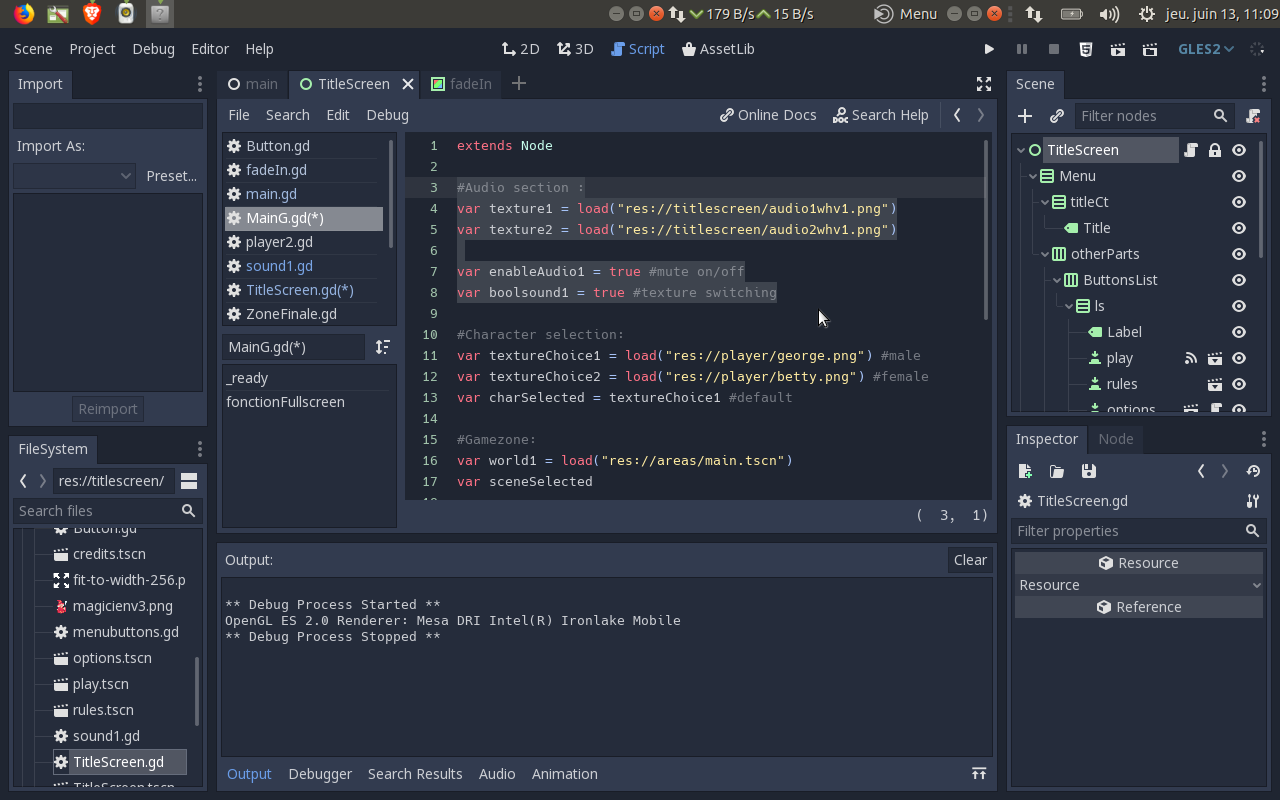 179 B/s 15 B/s Menu jeu. juin 13, 11:09
Scene Project Debug Editor Help 2D 3D Script AssetLib GLES2
Import
Import As:
Preset...
Reimport
FileSystem
res://titlescreen/
Search files
Button.gd
credits.tscn
fit-to-width-256.p
magicienv3.png
menubuttons.gd
options.tscn
play.tscn
rules.tscn
sound1.gd
TitleScreen.gd
TitleScreen.tscn
main TitleScreen fadeIn
File Search Edit Debug Online Docs Search Help
Button.gd
fadeIn.gd
main.gd
MainG.gd(*)
player2.gd
sound1.gd
TitleScreen.gd(*)
ZoneFinale.gd
MainG.gd(*)
_ready
fonctionFullscreen
1 extends Node
2
3 #Audio section :
4 var texture1 = load("res://titlescreen/audio1whv1.png")
5 var texture2 = load("res://titlescreen/audio2whv1.png")
6
7 var enableAudio1 = true #mute on/off
8 var boolsound1 = true #texture switching
9
10 #Character selection:
11 var textureChoice1 = load("res://player/george.png") #male
12 var textureChoice2 = load("res://player/betty.png") #female
13 var charSelected = textureChoice1 #default
14
15 #Gamezone:
16 var world1 = load("res://areas/main.tscn")
17 var sceneSelected
( 3, 1)
Output:
Clear
** Debug Process Started **
OpenGL ES 2.0 Renderer: Mesa DRI Intel(R) Ironlake Mobile
** Debug Process Stopped **
Output Debugger Search Results Audio Animation
Scene
Filter nodes
TitleScreen
Menu
titleCt
Title
otherParts
ButtonsList
ls
Label
play
rules
options
Inspector Node
TitleScreen.gd
Filter properties
Resource
Resource
Reference